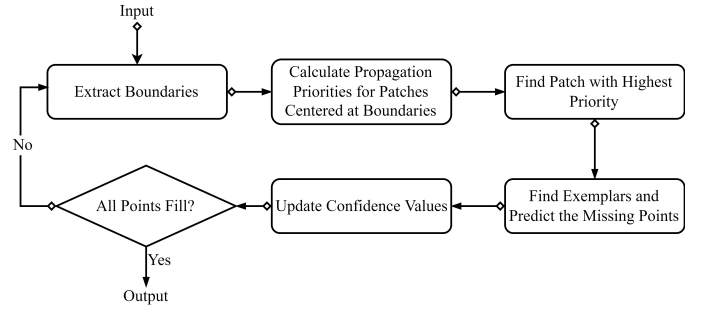 Input
Extract Boundaries
Calculate Propagation
Priorities for Patches
Centered at Boundaries
Find Patch with Highest
Priority
Find Exemplars and
Predict the Missing Points
Update Confidence Values
All Points Fill?
No
Yes
Output